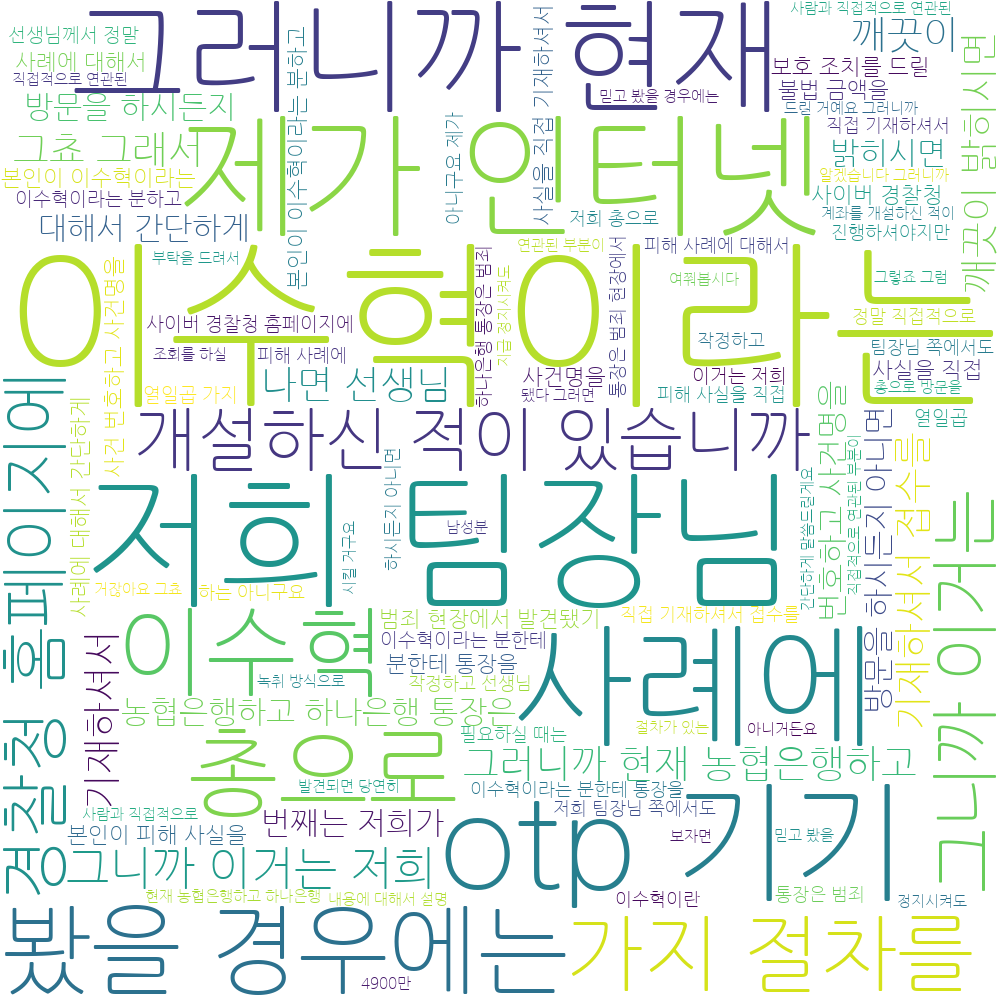 사람과 직접적으로 연관된
그러니까 현재
선생님께서 정말
사례에 대해서
직접적으로 연관된
깨끗이
보호 조치를 드릴
불법 금액을
믿고 봤을 경우에는
드린 거예요 그러니까
방문을 하시든지
본인이 이수혁이라는 분하고
아니구요 제가
사실을 직접 기재하셔서
직접 기재하셔서
깨끗이 밝히시면
제가 인터넷
그쵸 그래서
밝히시면
본인이 이수혁이라는
알겠습니다 그러니까
이수혁이라는 분하고
사이버 경찰청
저희 총으로
계좌를 개설하신 적이
대해서 간단하게
진행하셔야지만
이수혁이라는
부탁을 드려서
사건 번호하고 사건명을
하나은행 통장은 범죄
연관된 부분이
지금 정지시켜도
통장은 범죄 현장에서
피해 사례에 대해서
여쭤봅시다
그렇죠 그럼
사이버 경찰청 홈페이지에
정말 직접적으로
작정하고
팀장님 쪽에서도
조회를 하실
피해 사례에
나면 선생님
사건명을
이거는 저희
사실을 직접
열일곱 가지
됐다 그러면
피해 사실을 직접
총으로 방문을
경찰청 홈페이지에
사례에 대해서 간단하게
개설하신 적이 있습니까
번호하고 사건명을
직접적으로 연관된 부분이
열일곱
방문을 하시든지 아니면
기재하셔서 접수를
저희 팀장님
시킬 거구요
하시든지 아니면
남성분
간단하게 말씀드릴게요
그니까 이거는
거잖아요 그쵸
하는 아니구요
기재하셔서
이수혁
범죄 현장에서 발견됐기
직접 기재하셔서 접수를
이수혁이라는 분한테
분한테 통장을
사례에
녹취 방식으로
작정하고 선생님
농협은행하고 하나은행 통장은
필요하실 때는
절차가 있는
아니거든요
총으로
그러니까 현재 농협은행하고
발견되면 당연히
이수혁이라는 분한테 통장을
사람과 직접적으로
번째는 저희가
저희 팀장님 쪽에서도
본인이 피해 사실을
otp 기기
보자면
믿고 봤을
그니까 이거는 저희
현재 농협은행하고 하나은행
내용에 대해서 설명
이수혁이란
통장은 범죄
정지시켜도
봤을 경우에는
가지 절차를
4900만